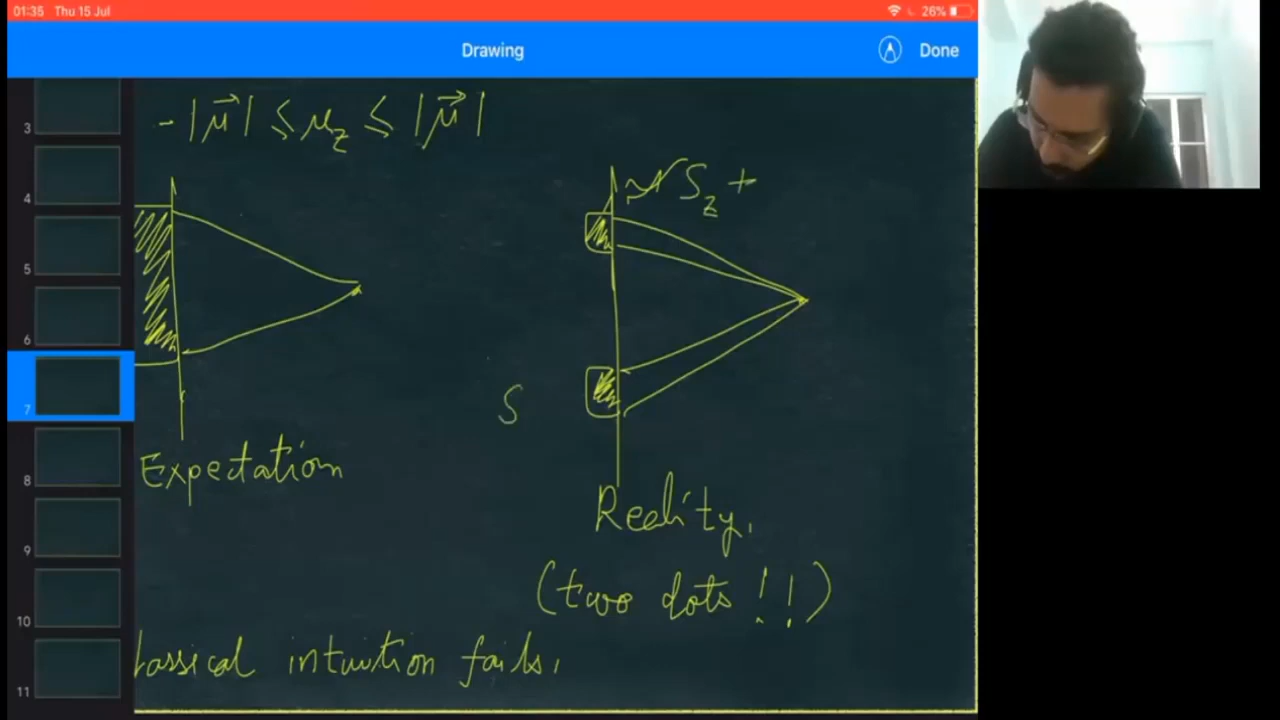 01:35 Thu 15 Jul 26%
Drawing Done
-|μ⃗| ≤ μz ≤ |μ⃗|
Sz +
S
Expectation
Reality.
(two dots !!)
lassical intuition fails.
3
4
5
6
7
8
9
10
11